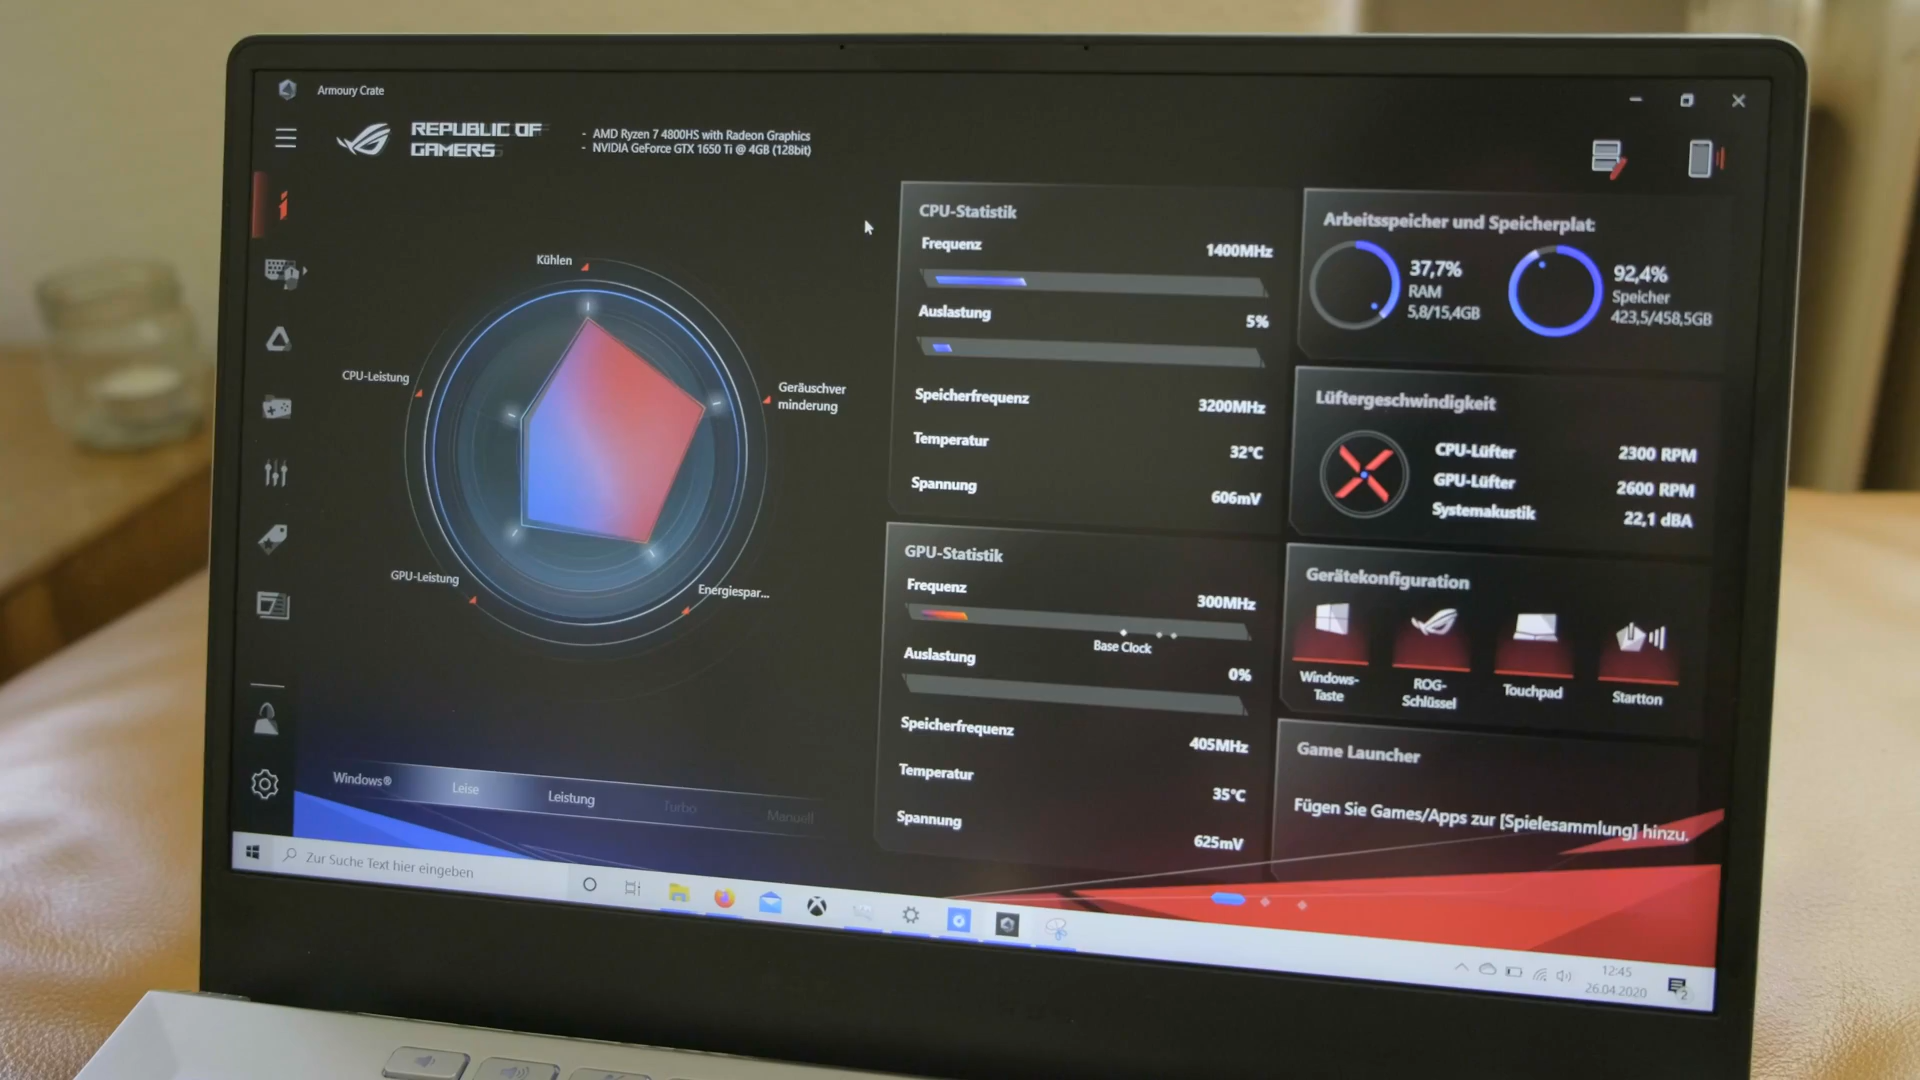 Armoury Crate
REPUBLIC OF
GAMERS
- AMD Ryzen 7 4800HS with Radeon Graphics
- NVIDIA GeForce GTX 1650 Ti @ 4GB (128bit)
Kühlen
CPU-Leistung
Geräuschver
minderung
GPU-Leistung
Energiespar...
Windows®
Leise
Leistung
Turbo
Manuell
CPU-Statistik
Frequenz
1400MHz
Auslastung
5%
Speicherfrequenz
3200MHz
Temperatur
32°C
Spannung
606mV
GPU-Statistik
Frequenz
300MHz
Base Clock
Auslastung
0%
Speicherfrequenz
405MHz
Temperatur
35°C
Spannung
625mV
Arbeitsspeicher und Speicherplat:
37,7%
RAM
5,8/15,4GB
92,4%
Speicher
423,5/458,5GB
Lüftergeschwindigkeit
CPU-Lüfter 2300 RPM
GPU-Lüfter 2600 RPM
Systemakustik 22,1 dBA
Gerätekonfiguration
Windows-
Taste
ROG-
Schlüssel
Touchpad
Startton
Game Launcher
Fügen Sie Games/Apps zur [Spielesammlung] hinzu.
Zur Suche Text hier eingeben
12:45
26.04.2020
2